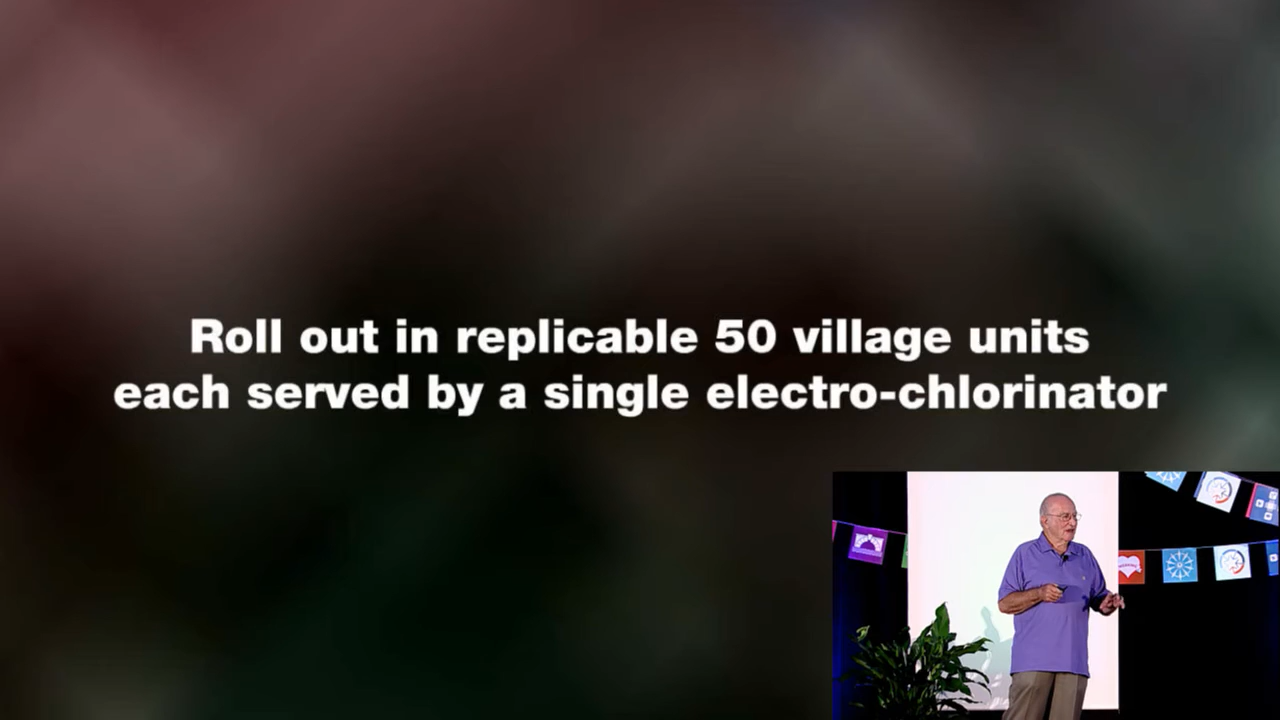 Roll out in replicable 50 village units
each served by a single electro-chlorinator